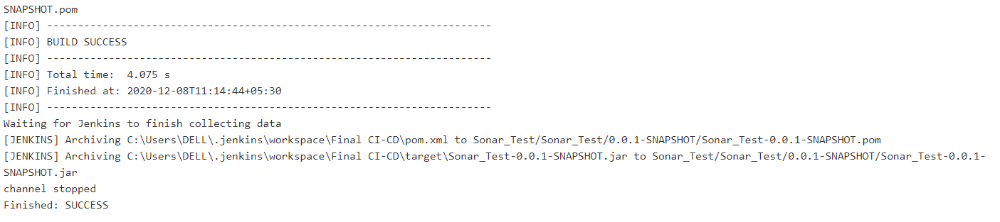 SNAPSHOT.pom
[INFO] ------------------------------------------------------------------------
[INFO] BUILD SUCCESS
[INFO] ------------------------------------------------------------------------
[INFO] Total time:  4.075 s
[INFO] Finished at: 2020-12-08T11:14:44+05:30
[INFO] ------------------------------------------------------------------------
Waiting for Jenkins to finish collecting data
[JENKINS] Archiving C:\Users\DELL\.jenkins\workspace\Final CI-CD\pom.xml to Sonar_Test/Sonar_Test/0.0.1-SNAPSHOT/Sonar_Test-0.0.1-SNAPSHOT.pom
[JENKINS] Archiving C:\Users\DELL\.jenkins\workspace\Final CI-CD\target\Sonar_Test-0.0.1-SNAPSHOT.jar to Sonar_Test/Sonar_Test/0.0.1-SNAPSHOT/Sonar_Test-0.0.1-
SNAPSHOT.jar
channel stopped
Finished: SUCCESS